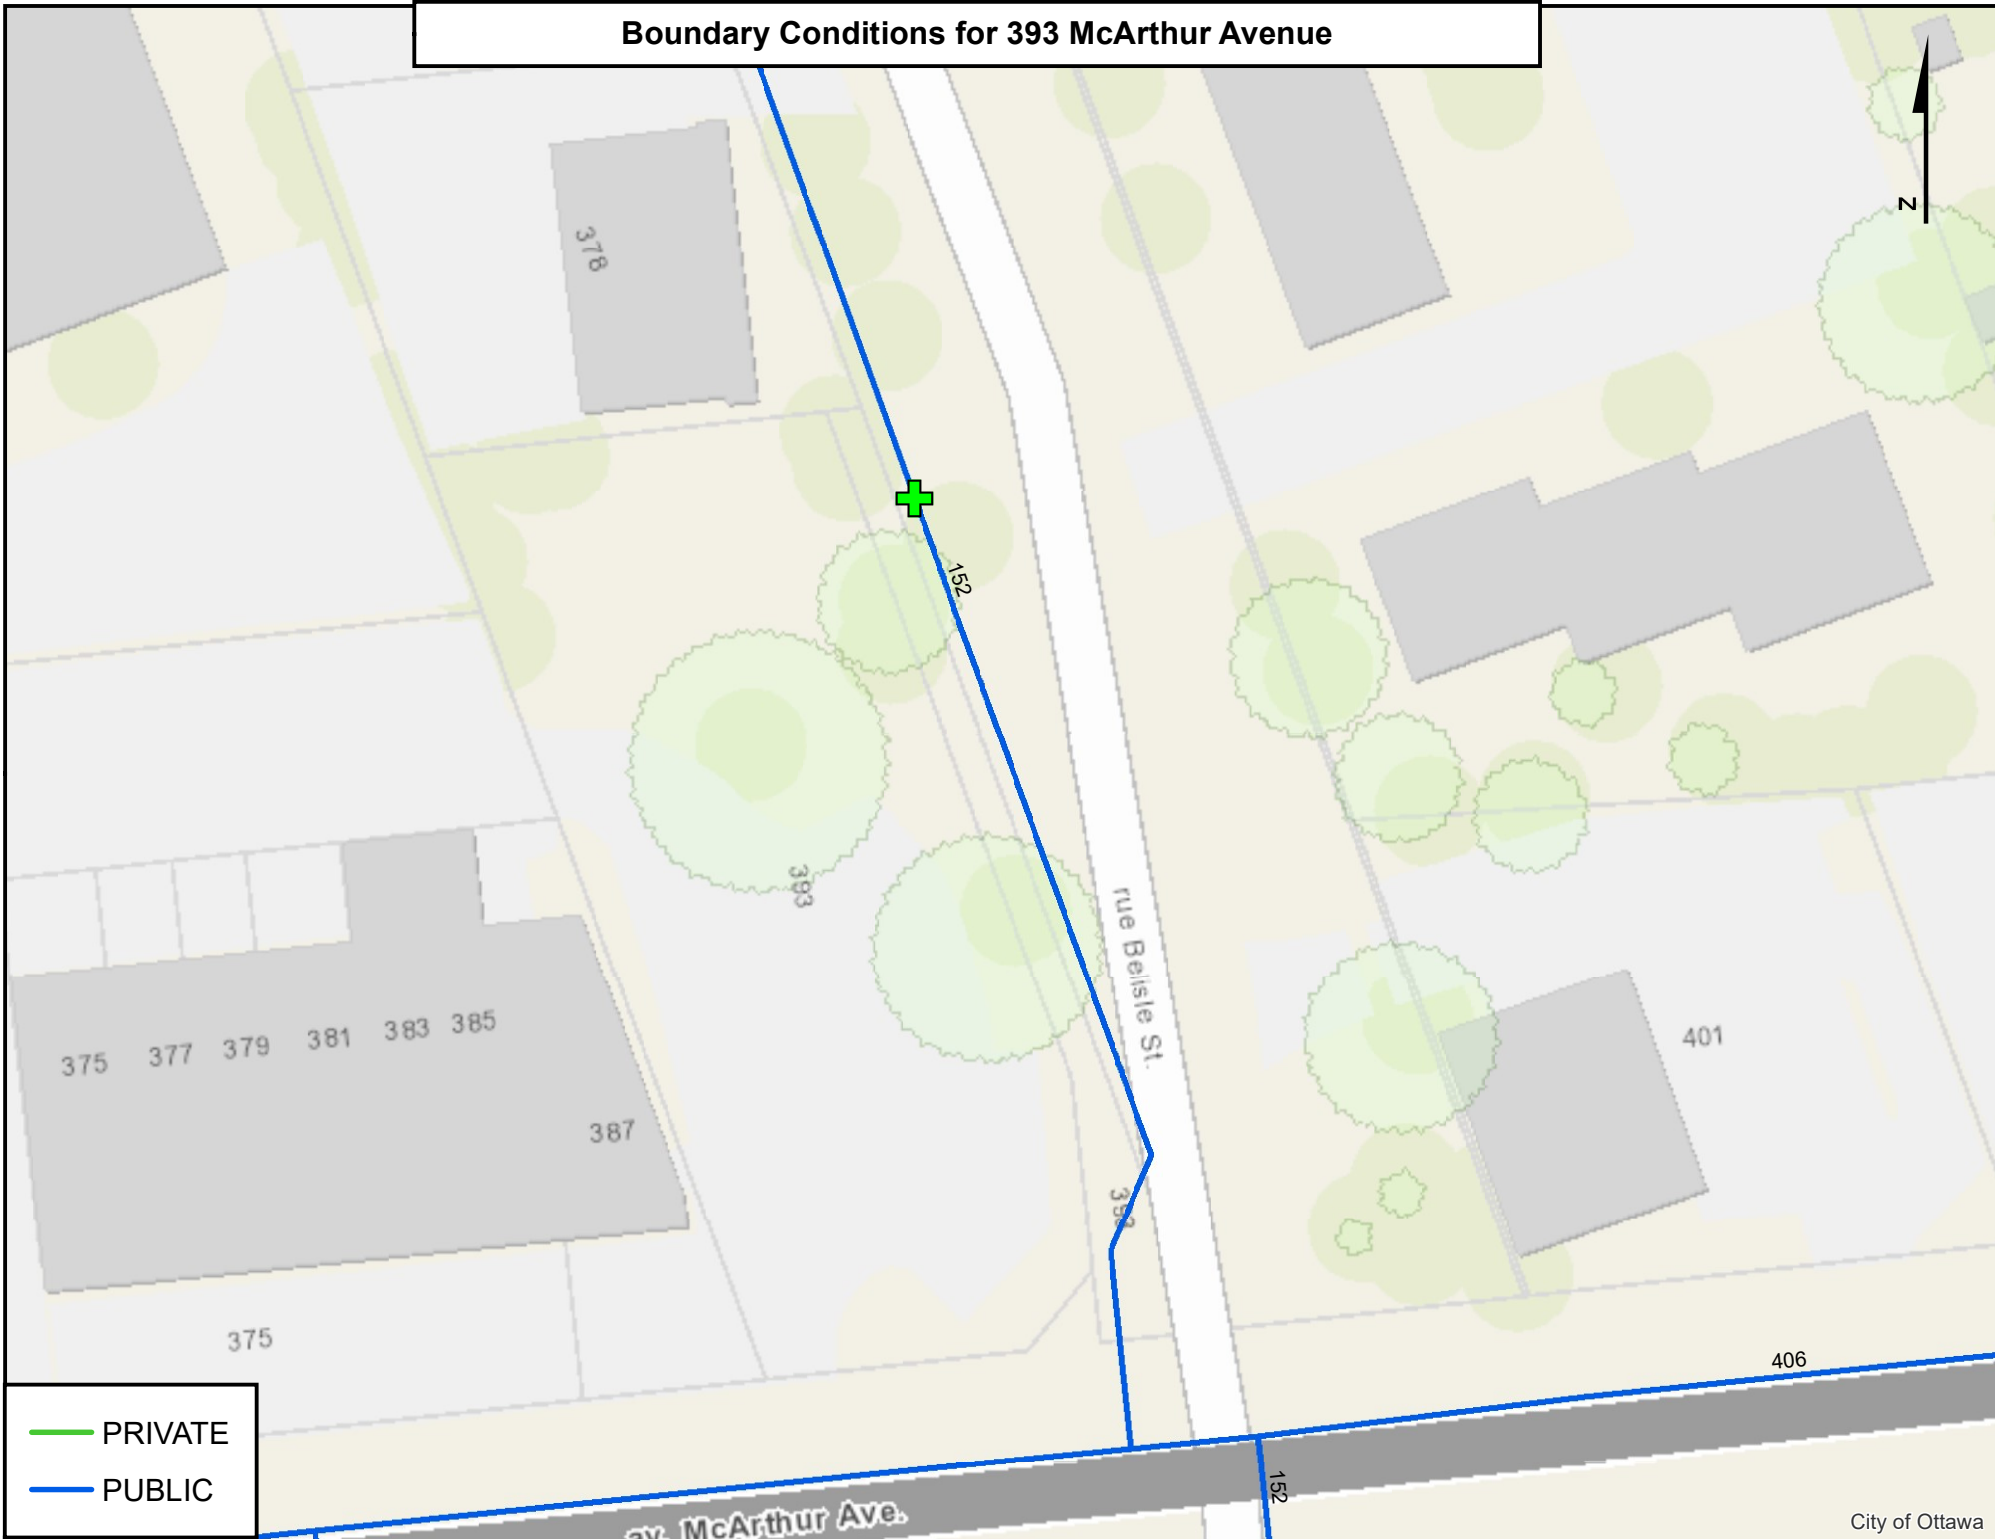 Boundary Conditions for 393 McArthur Avenue
N
378
152
393
rue Belisle St.
375 377 379 381 383 385
401
387
393
375
406
PRIVATE
PUBLIC
152
av. McArthur Ave.
City of Ottawa